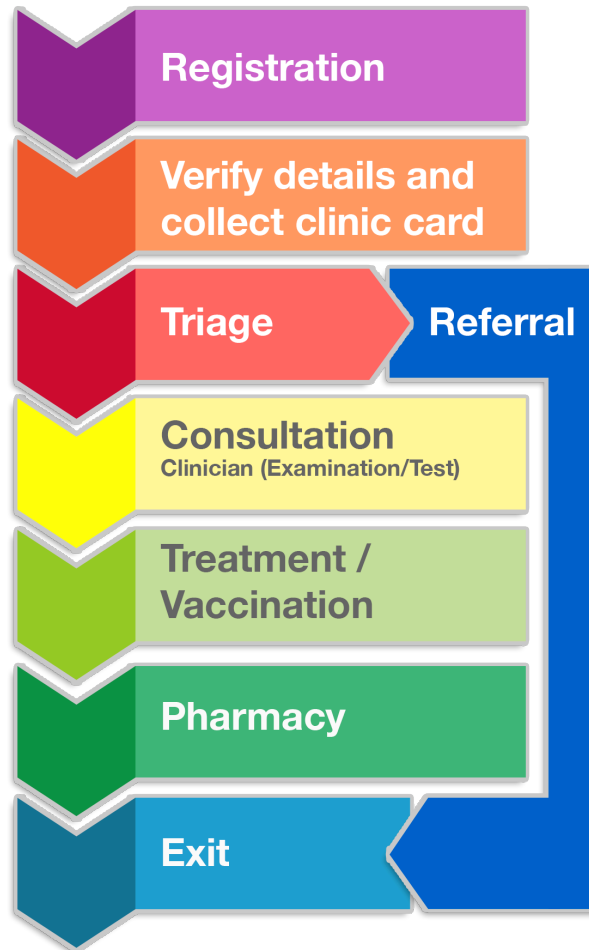 Registration
Verify details and
collect clinic card
Triage
Referral
Consultation
Clinician (Examination/Test)
Treatment /
Vaccination
Pharmacy
Exit